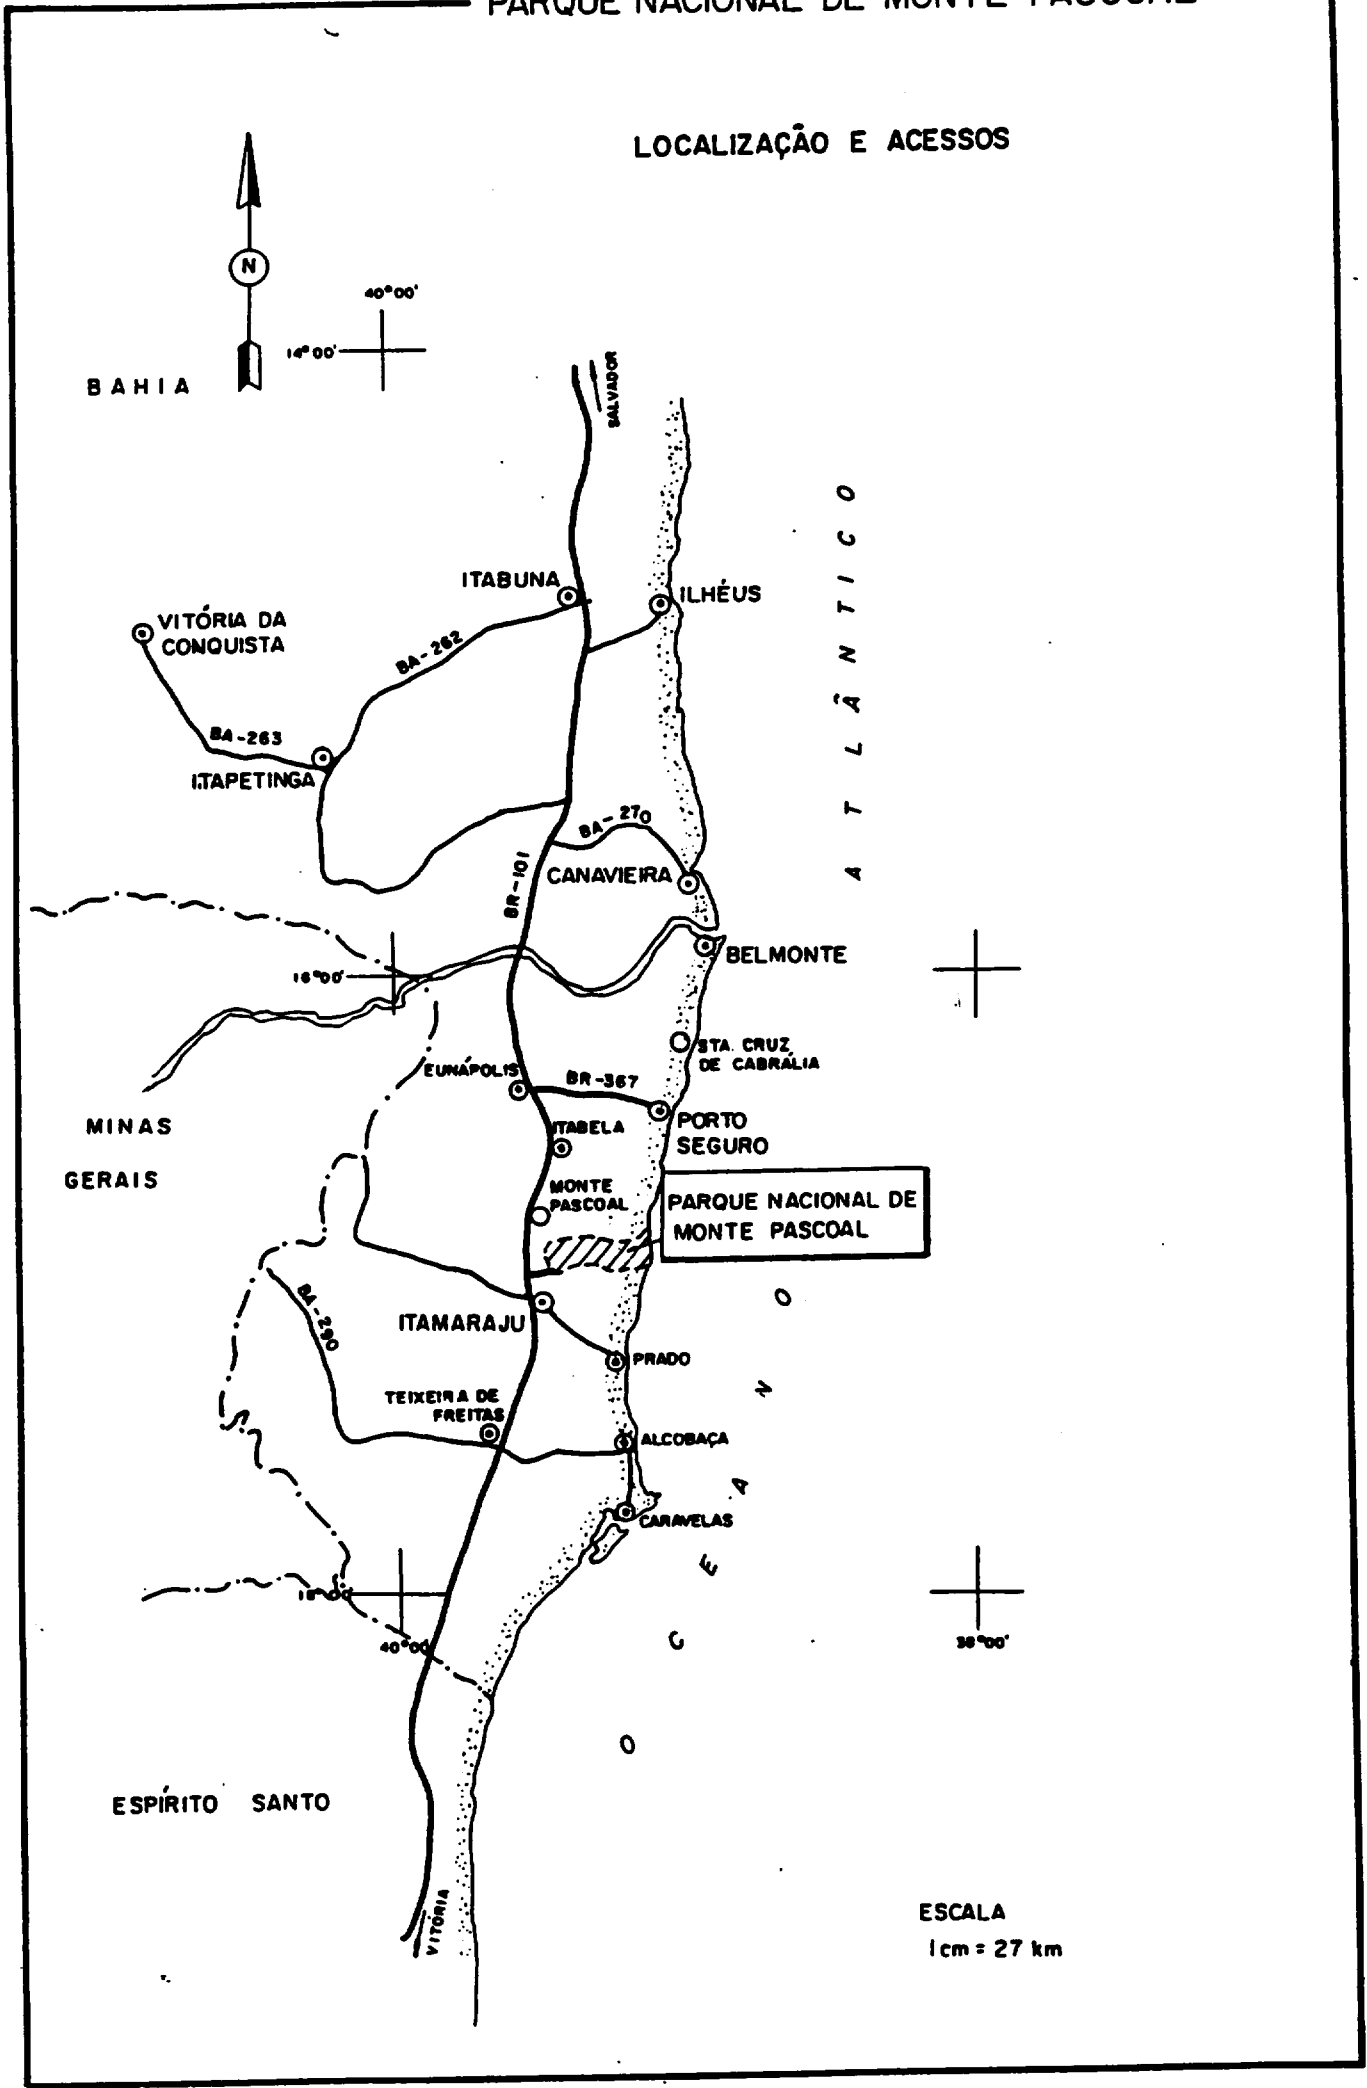 PARQUE NACIONAL DE MONTE PASCOAL
LOCALIZAÇÃO E ACESSOS
N
40°00'
14°00'
BAHIA
SALVADOR
ATLÂNTICO
ITABUNA
ILHÉUS
VITÓRIA DA
CONQUISTA
BA-262
BA-263
ITAPETINGA
BA-270
CANAVIEIRA
BR-101
BELMONTE
16°00'
STA. CRUZ
DE CABRÁLIA
EUNÁPOLIS
BR-367
MINAS
GERAIS
PORTO
SEGURO
ITABELA
MONTE
PASCOAL
PARQUE NACIONAL DE
MONTE PASCOAL
BA-290
ITAMARAJU
PRADO
TEIXEIRA DE
FREITAS
ALCOBAÇA
CARAVELAS
OCEANO
40°00'
38°00'
ESPÍRITO SANTO
VITÓRIA
ESCALA
1cm = 27 km